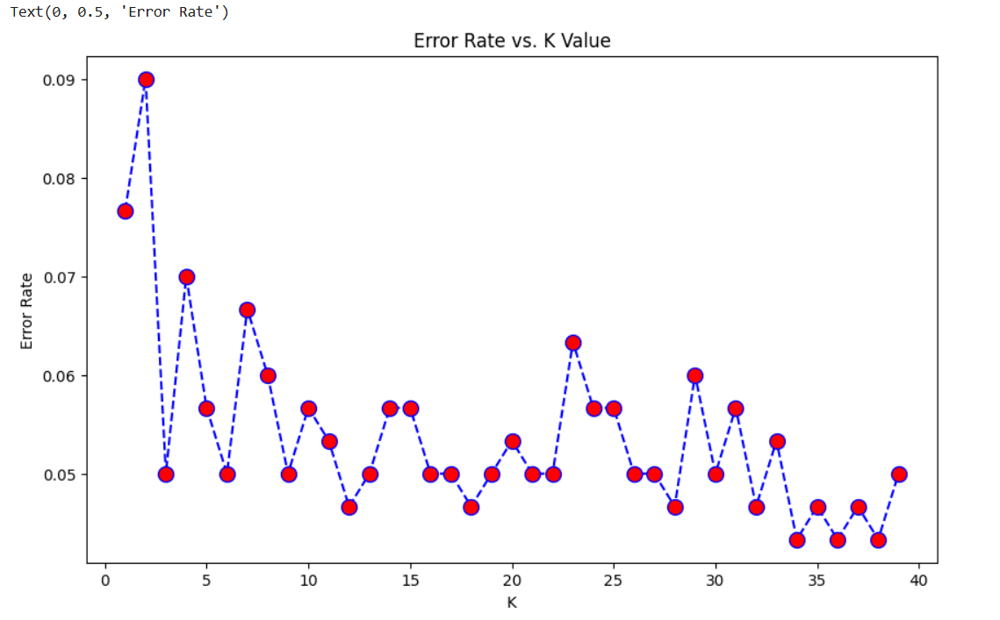 Text(0, 0.5, 'Error Rate')
Error Rate vs. K Value
0.09
0.08
0.07
0.06
0.05
Error Rate
0 5 10 15 20 25 30 35 40
K